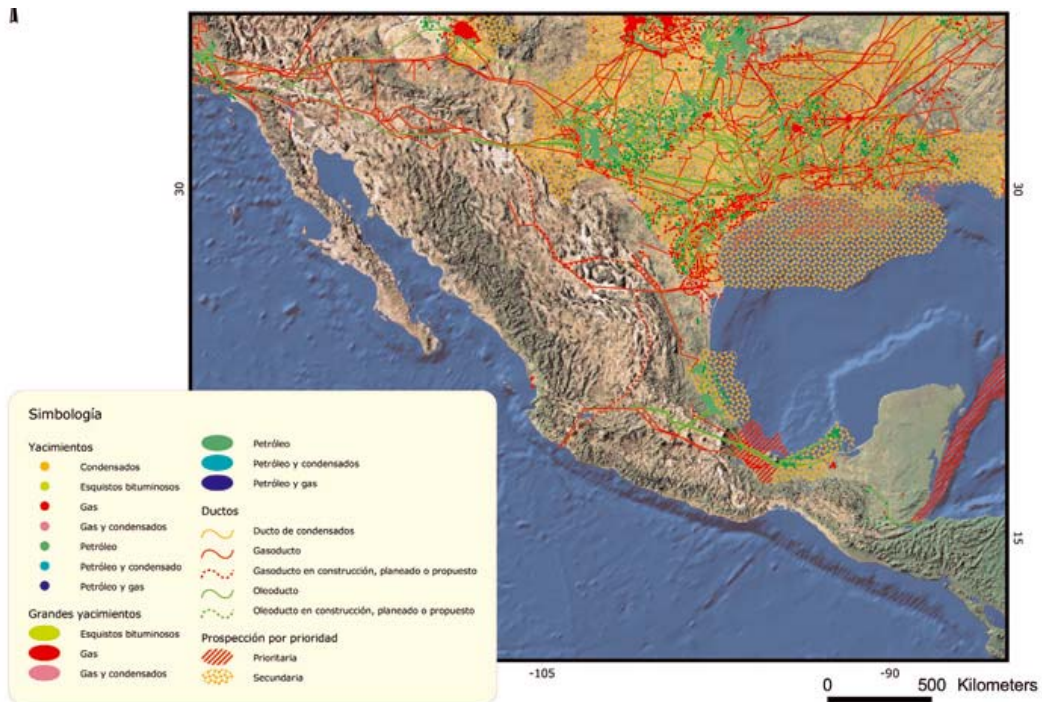 A
30
30
15
-105
-90
0 500 Kilometers
Simbología
Yacimientos
Condensados
Esquistos bituminosos
Gas
Gas y condensados
Petróleo
Petróleo y condensado
Petróleo y gas
Grandes yacimientos
Esquistos bituminosos
Gas
Gas y condensados
Petróleo
Petróleo y condensados
Petróleo y gas
Ductos
Ducto de condensados
Gasoducto
Gasoducto en construcción, planeado o propuesto
Oleoducto
Oleoducto en construcción, planeado o propuesto
Prospección por prioridad
Prioritaria
Secundaria